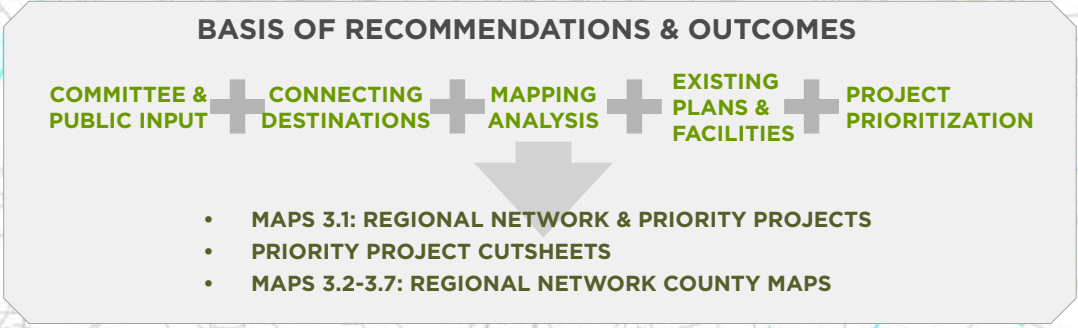 BASIS OF RECOMMENDATIONS & OUTCOMES
COMMITTEE &
PUBLIC INPUT
CONNECTING
DESTINATIONS
MAPPING
ANALYSIS
EXISTING
PLANS &
FACILITIES
PROJECT
PRIORITIZATION
• MAPS 3.1: REGIONAL NETWORK & PRIORITY PROJECTS
• PRIORITY PROJECT CUTSHEETS
• MAPS 3.2-3.7: REGIONAL NETWORK COUNTY MAPS